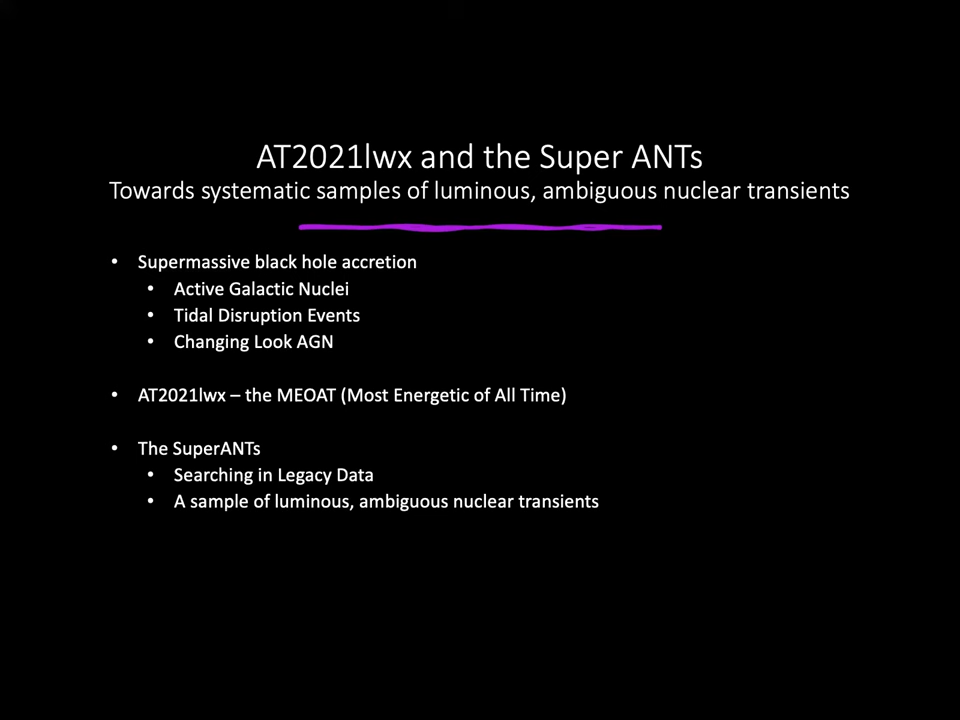 AT2021lwx and the Super ANTs
Towards systematic samples of luminous, ambiguous nuclear transients
• Supermassive black hole accretion
• Active Galactic Nuclei
• Tidal Disruption Events
• Changing Look AGN
• AT2021lwx – the MEOAT (Most Energetic of All Time)
• The SuperANTs
• Searching in Legacy Data
• A sample of luminous, ambiguous nuclear transients